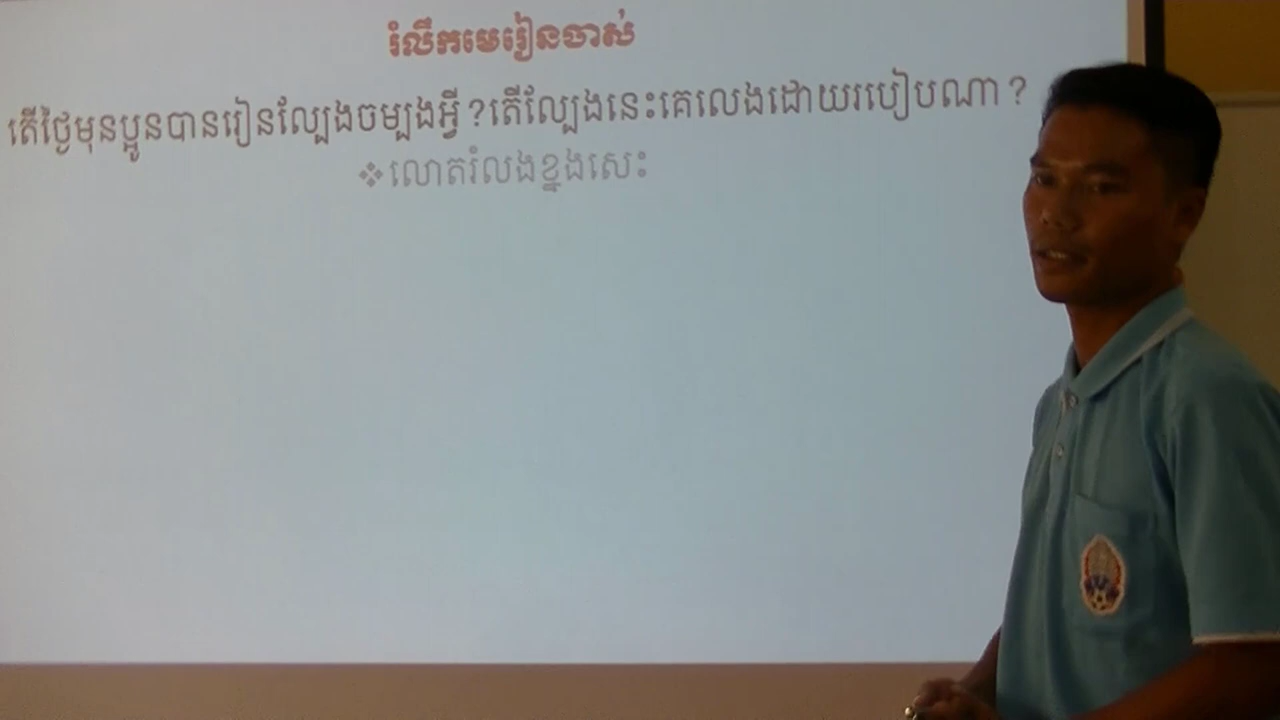 រំលឹកមេរៀនចាស់
តើថ្ងៃមុនប្អូនបានរៀនល្បែងចម្បងអ្វី ?តើល្បែងនេះគេលេងដោយរបៀបណា ?
❖លោតរំលងខ្នងសេះ